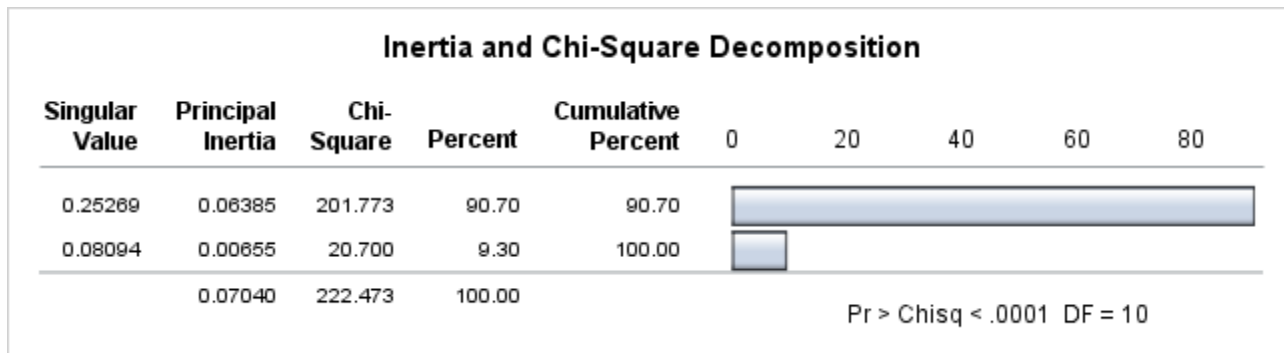 Inertia and Chi-Square Decomposition
Singular Value Principal Inertia Chi-Square Percent Cumulative Percent 0 20 40 60 80
0.25269 0.06385 201.773 90.70 90.70
0.08094 0.00655 20.700 9.30 100.00
0.07040 222.473 100.00
Pr > Chisq < .0001 DF = 10